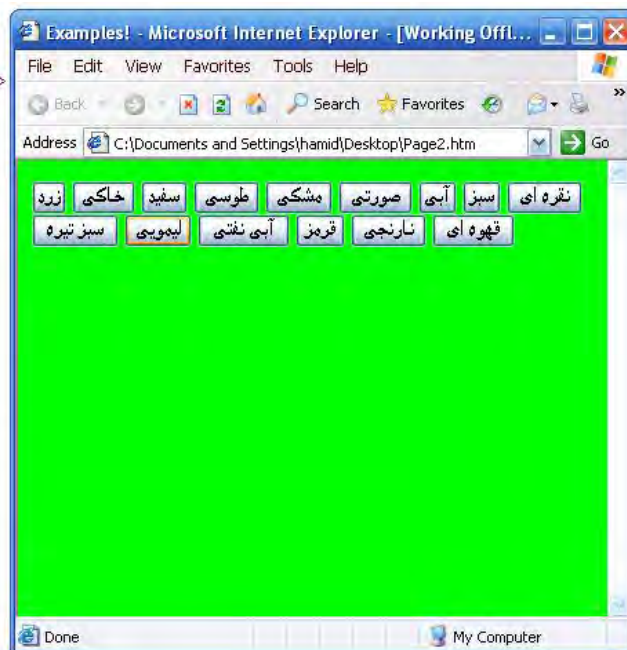 Examples! - Microsoft Internet Explorer - [Working Offl...
File Edit View Favorites Tools Help
Back Search Favorites
Address C:\Documents and Settings\hamid\Desktop\Page2.htm Go
زرد خاکی سفید طوسی مشکی صورتی آبی سبز نقره ای
سبز تیره لیمویی آبی نفتی قرمز نارنجی قهوه ای
Done My Computer